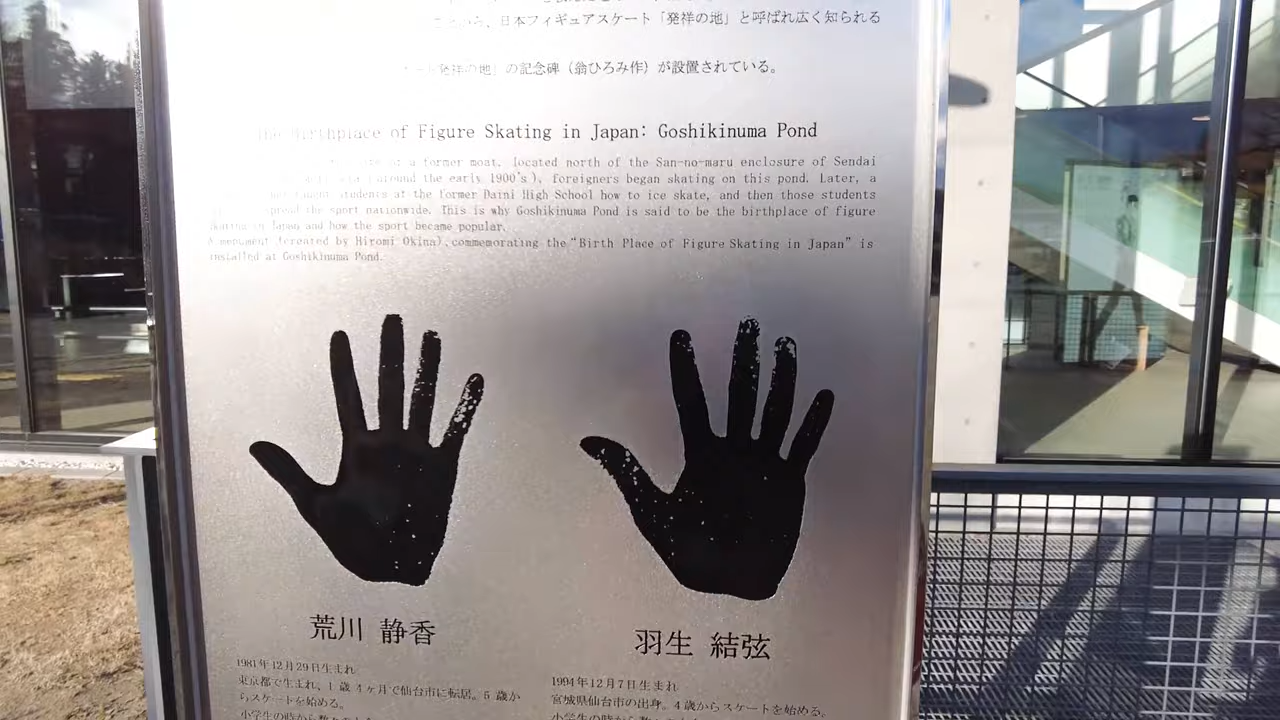 、日本フィギュアスケート「発祥の地」と呼ばれ広く知られる
発祥の地」の記念碑（翁ひろみ作）が設置されている。
The Birthplace of Figure Skating in Japan: Goshikinuma Pond
of a former moat, located north of the San-no-maru enclosure of Sendai
(around the early 1900's), foreigners began skating on this pond. Later, a
taught students at the former Daini High School how to ice skate, and then those students
spread the sport nationwide. This is why Goshikinuma Pond is said to be the birthplace of figure
skating in Japan and how the sport became popular.
A monument (created by Hiromi Okina), commemorating the "Birth Place of Figure Skating in Japan" is
installed at Goshikinuma Pond.
荒川 静香
1981年12月29日生まれ
東京都で生まれ、1歳4ヶ月で仙台市に転居。5歳か
らスケートを始める。
小学生の時から
羽生 結弦
1994年12月7日生まれ
宮城県仙台市の出身。4歳からスケートを始める。
小学生の時から